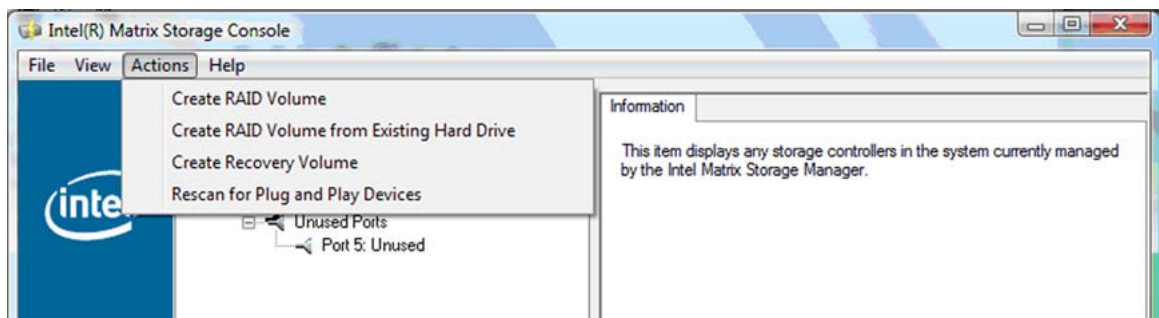 Intel(R) Matrix Storage Console
File View Actions Help
Create RAID Volume
Create RAID Volume from Existing Hard Drive
Create Recovery Volume
Rescan for Plug and Play Devices
Unused Ports
Port 5: Unused
Information
This item displays any storage controllers in the system currently managed
by the Intel Matrix Storage Manager.